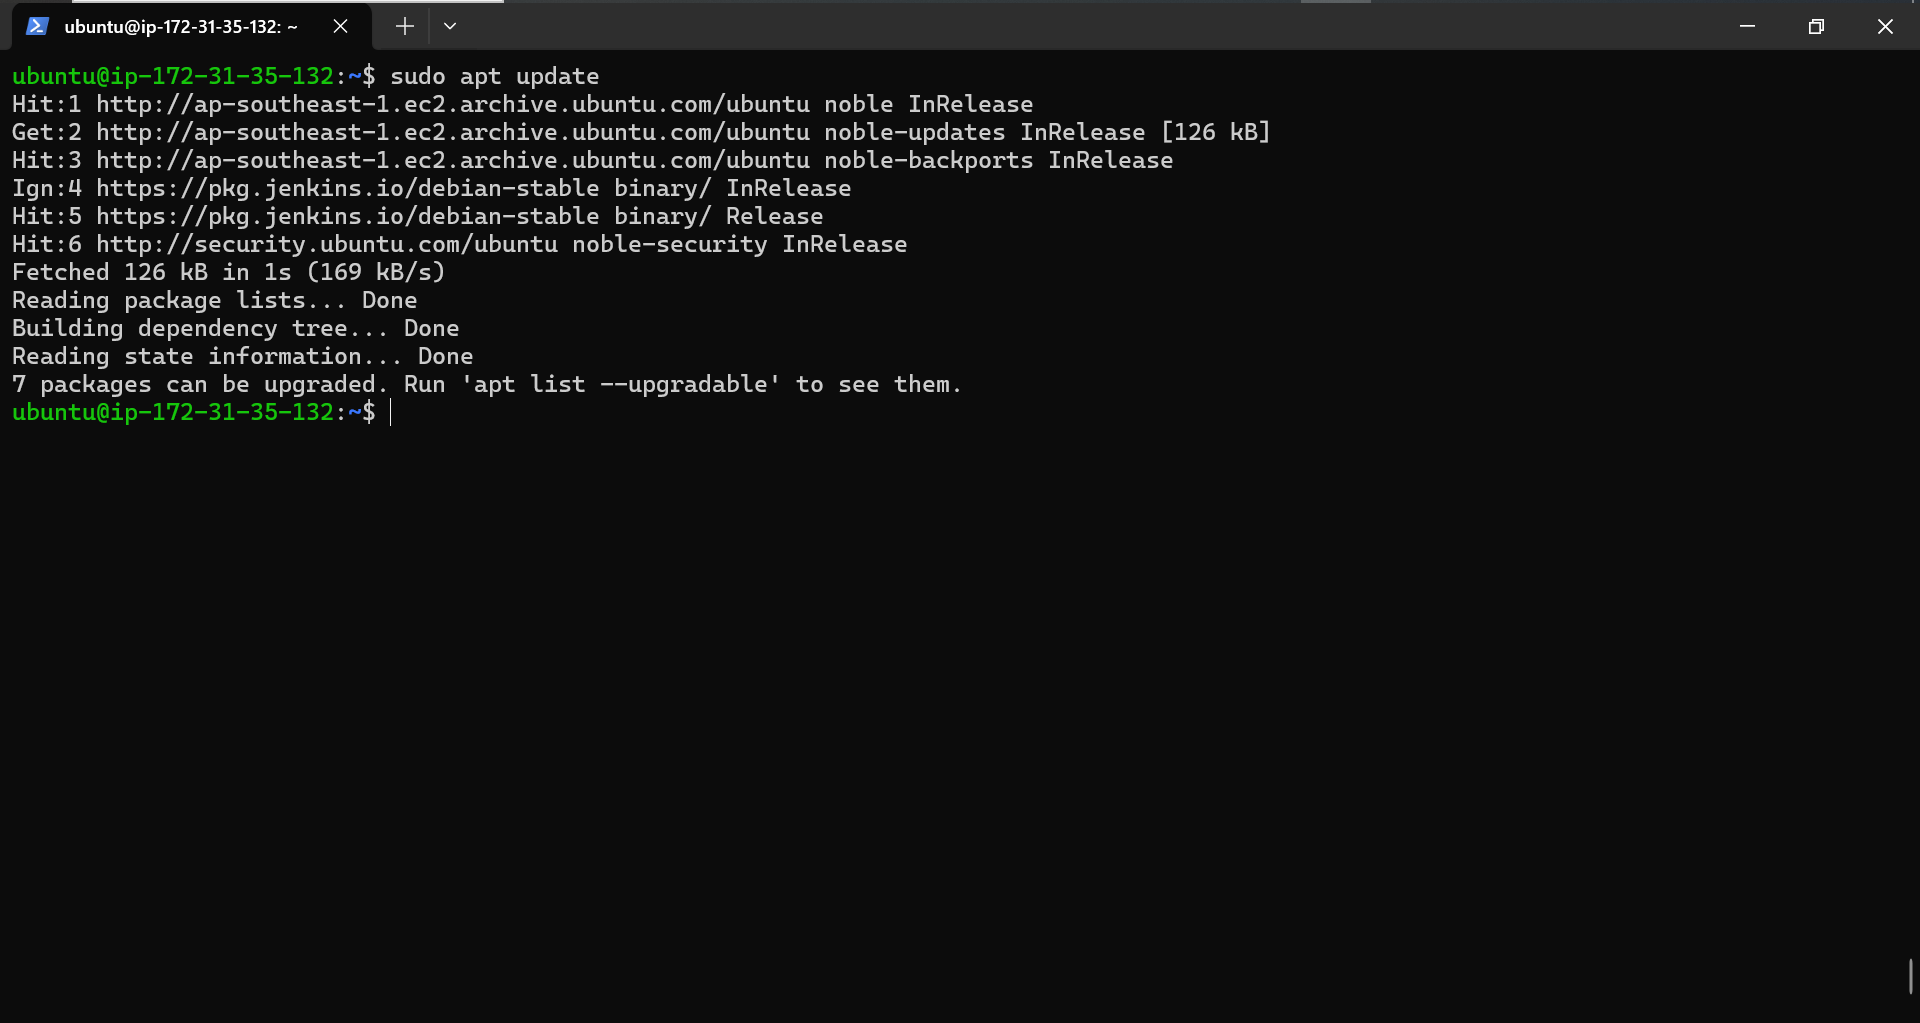 ubuntu@ip-172-31-35-132: ~
ubuntu@ip-172-31-35-132:~$ sudo apt update
Hit:1 http://ap-southeast-1.ec2.archive.ubuntu.com/ubuntu noble InRelease
Get:2 http://ap-southeast-1.ec2.archive.ubuntu.com/ubuntu noble-updates InRelease [126 kB]
Hit:3 http://ap-southeast-1.ec2.archive.ubuntu.com/ubuntu noble-backports InRelease
Ign:4 https://pkg.jenkins.io/debian-stable binary/ InRelease
Hit:5 https://pkg.jenkins.io/debian-stable binary/ Release
Hit:6 http://security.ubuntu.com/ubuntu noble-security InRelease
Fetched 126 kB in 1s (169 kB/s)
Reading package lists... Done
Building dependency tree... Done
Reading state information... Done
7 packages can be upgraded. Run 'apt list --upgradable' to see them.
ubuntu@ip-172-31-35-132:~$